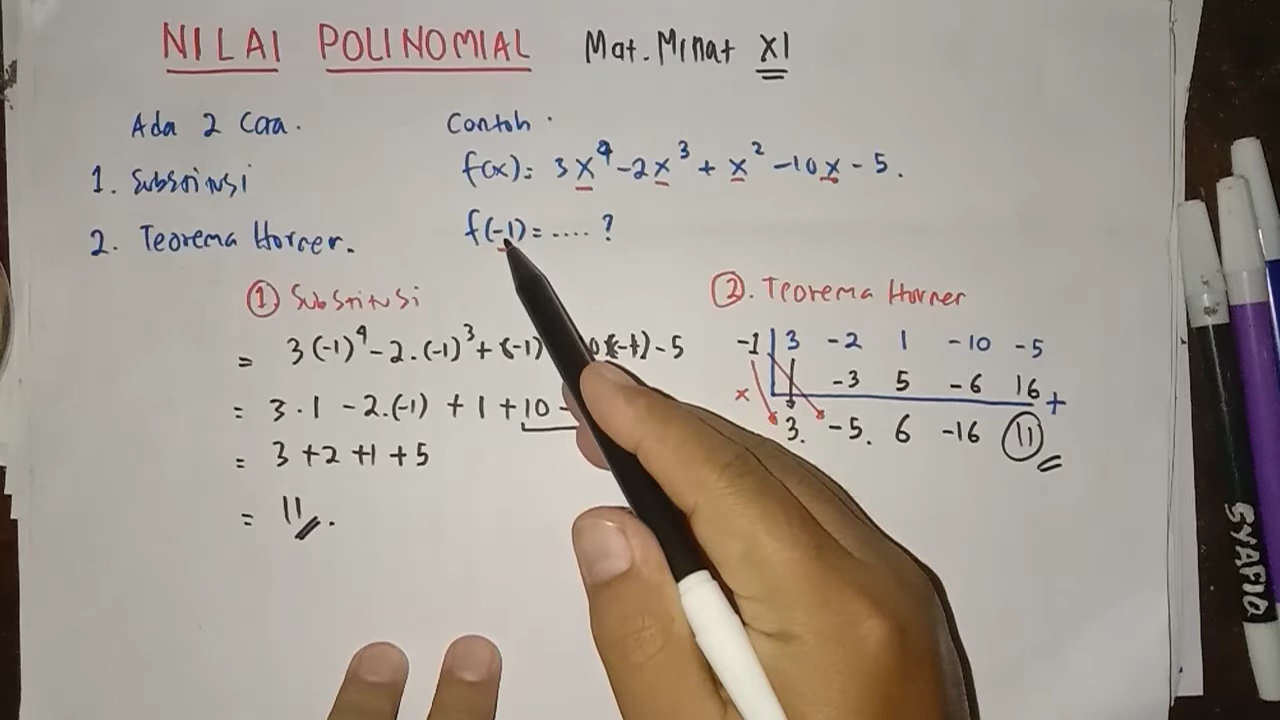 NILAI POLINOMIAL Mat. Minat XI
Ada 2 Cara.
1. Substitusi
2. Teorema Horner.
Contoh.
f(x) = 3x⁴ - 2x³ + x² - 10x - 5.
f(-1) = .... ?
① Substitusi
= 3(-1)⁴ - 2.(-1)³ + (-1) (-1) - 5
= 3.1 - 2.(-1) + 1 + 10 -
= 3 + 2 + 1 + 5
= 11.
②. Teorema Horner
-1 3 -2 1 -10 -5
-3 5 -6 16 +
x 3. -5. 6 -16 11
SYAFIQ